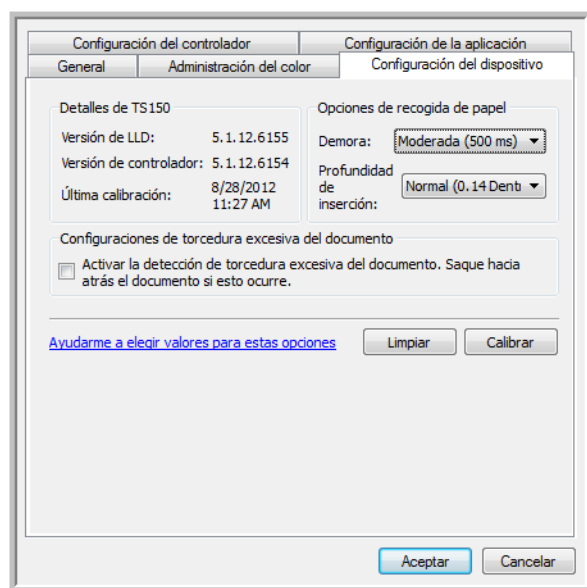 Configuración del controlador
Configuración de la aplicación
General
Administración del color
Configuración del dispositivo
Detalles de TS150
Versión de LLD: 5.1.12.6155
Versión de controlador: 5.1.12.6154
Última calibración: 8/28/2012
11:27 AM
Opciones de recogida de papel
Demora: Moderada (500 ms)
Profundidad
de
inserción: Normal (0.14 Denti
Configuraciones de torcedura excesiva del documento
Activar la detección de torcedura excesiva del documento. Saque hacia
atrás el documento si esto ocurre.
Ayudarme a elegir valores para estas opciones
Limpiar
Calibrar
Aceptar
Cancelar